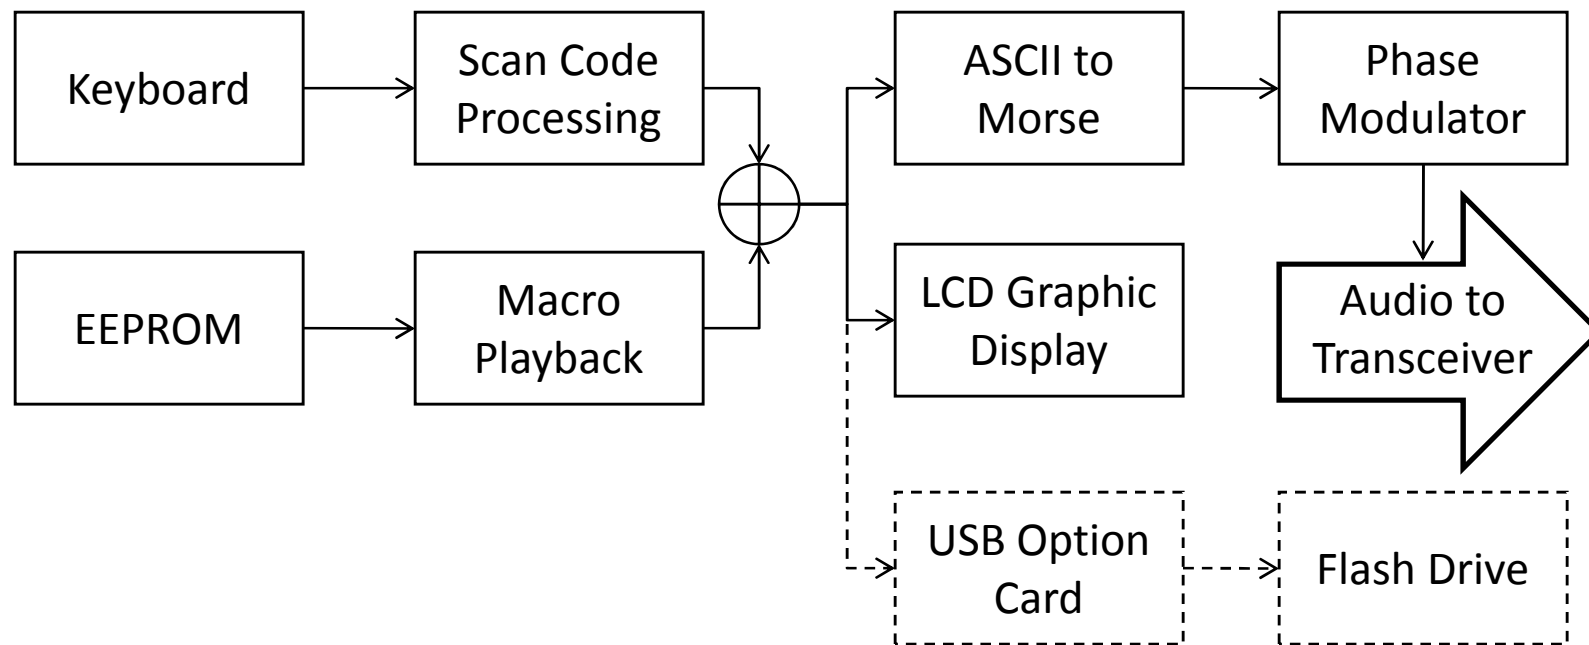 Keyboard
Scan Code
Processing
ASCII to
Morse
Phase
Modulator
EEPROM
Macro
Playback
LCD Graphic
Display
Audio to
Transceiver
USB Option
Card
Flash Drive